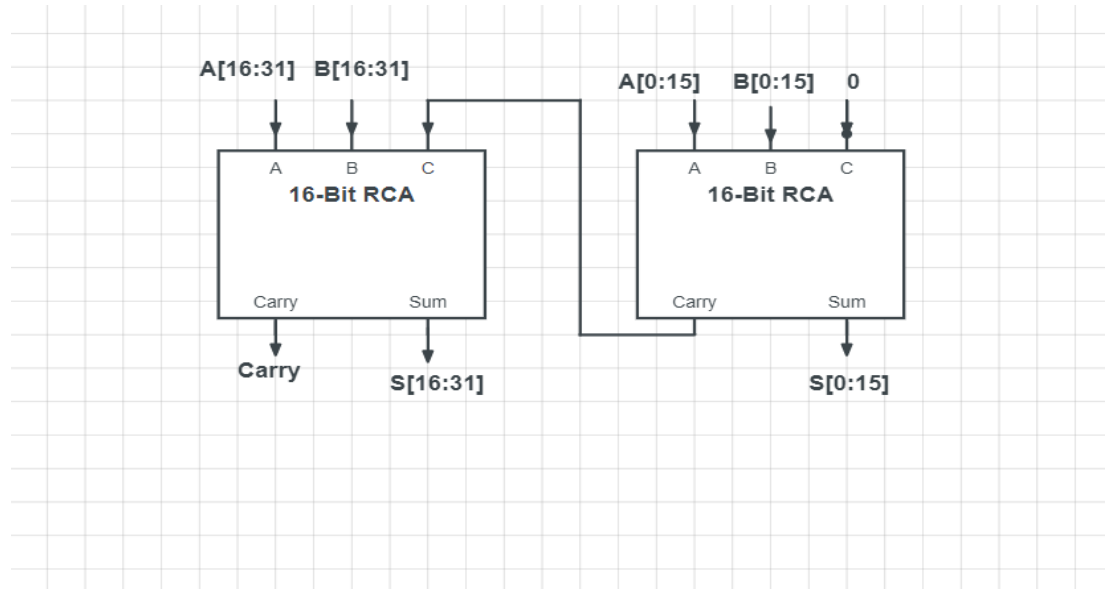 A[16:31] B[16:31]
A[0:15] B[0:15] 0
A B C
16-Bit RCA
A B C
16-Bit RCA
Carry Sum
Carry Sum
Carry
S[16:31]
S[0:15]